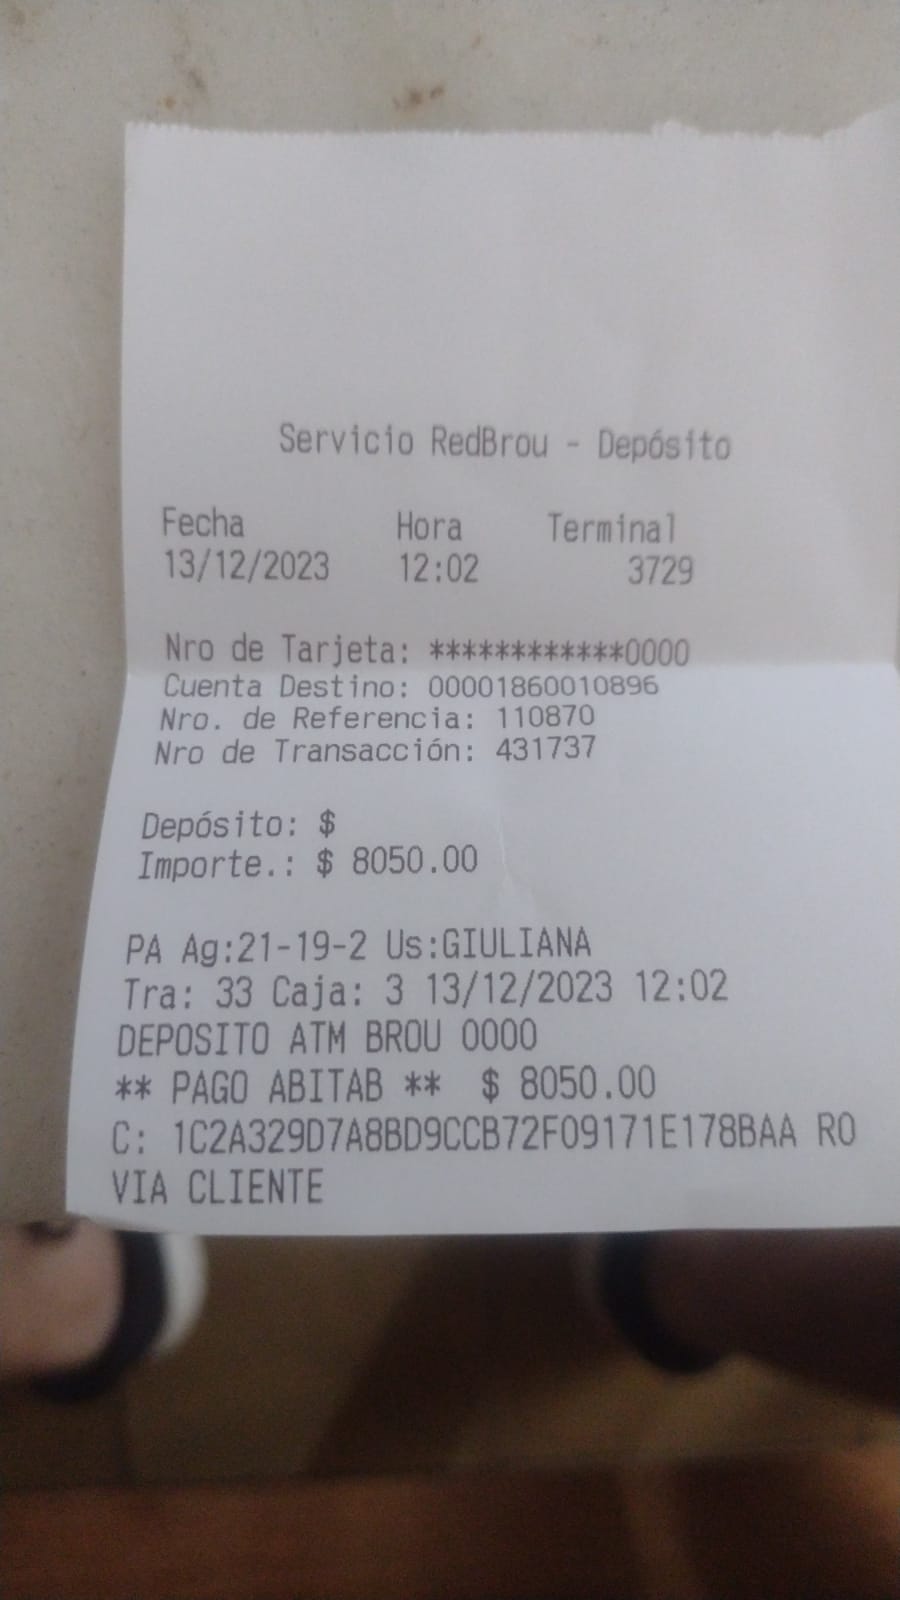 Servicio RedBrou - Depósito
Fecha Hora Terminal
13/12/2023 12:02 3729
Nro de Tarjeta: ************0000
Cuenta Destino: 00001860010896
Nro. de Referencia: 110870
Nro de Transacción: 431737
Depósito: $
Importe.: $ 8050.00
PA Ag:21-19-2 Us:GIULIANA
Tra: 33 Caja: 3 13/12/2023 12:02
DEPOSITO ATM BROU 0000
** PAGO ABITAB ** $ 8050.00
C: 1C2A329D7A8BD9CCB72F09171E178BAA RO
VIA CLIENTE